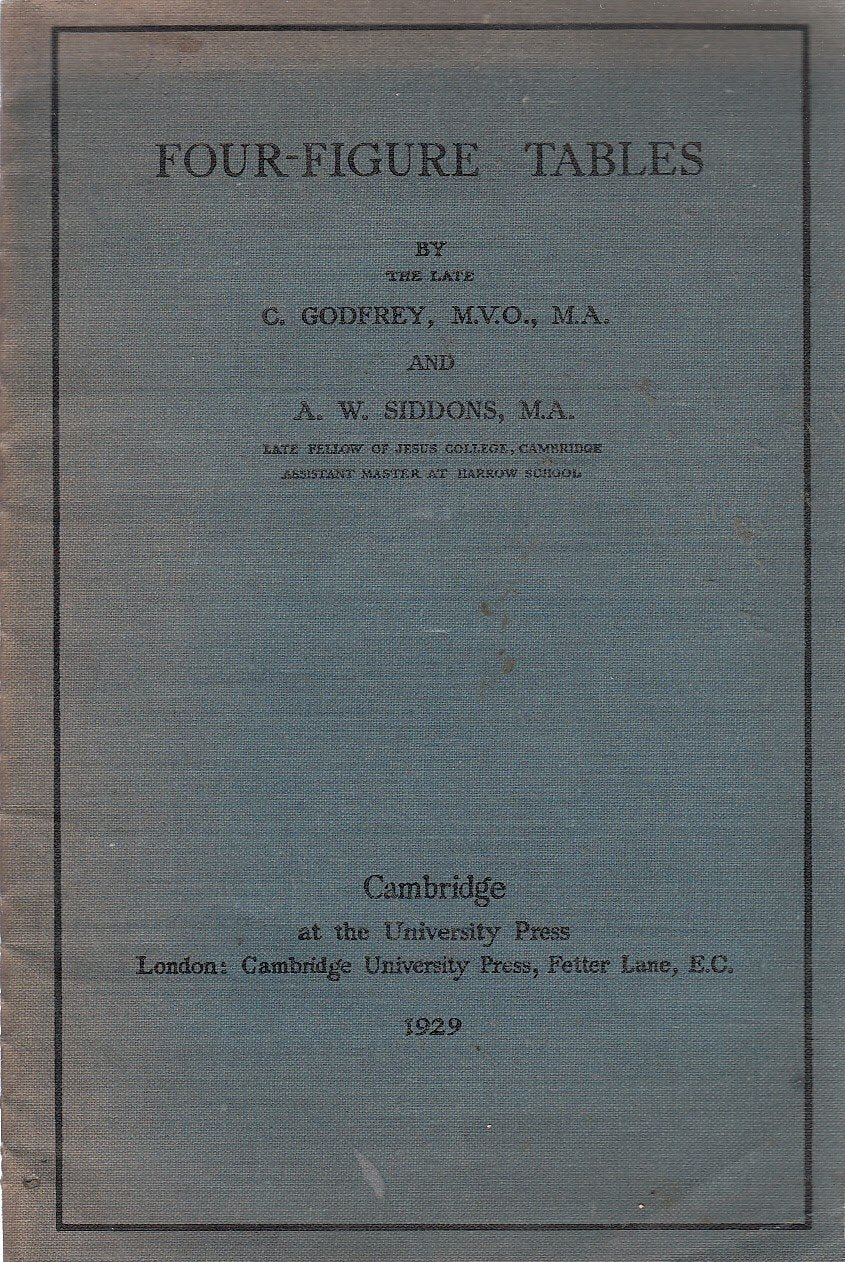 FOUR-FIGURE TABLES
BY
THE LATE
C. GODFREY, M.V.O., M.A.
AND
A. W. SIDDONS, M.A.
LATE FELLOW OF JESUS COLLEGE, CAMBRIDGE
ASSISTANT MASTER AT HARROW SCHOOL
Cambridge
at the University Press
London: Cambridge University Press, Fetter Lane, E.C.
1929